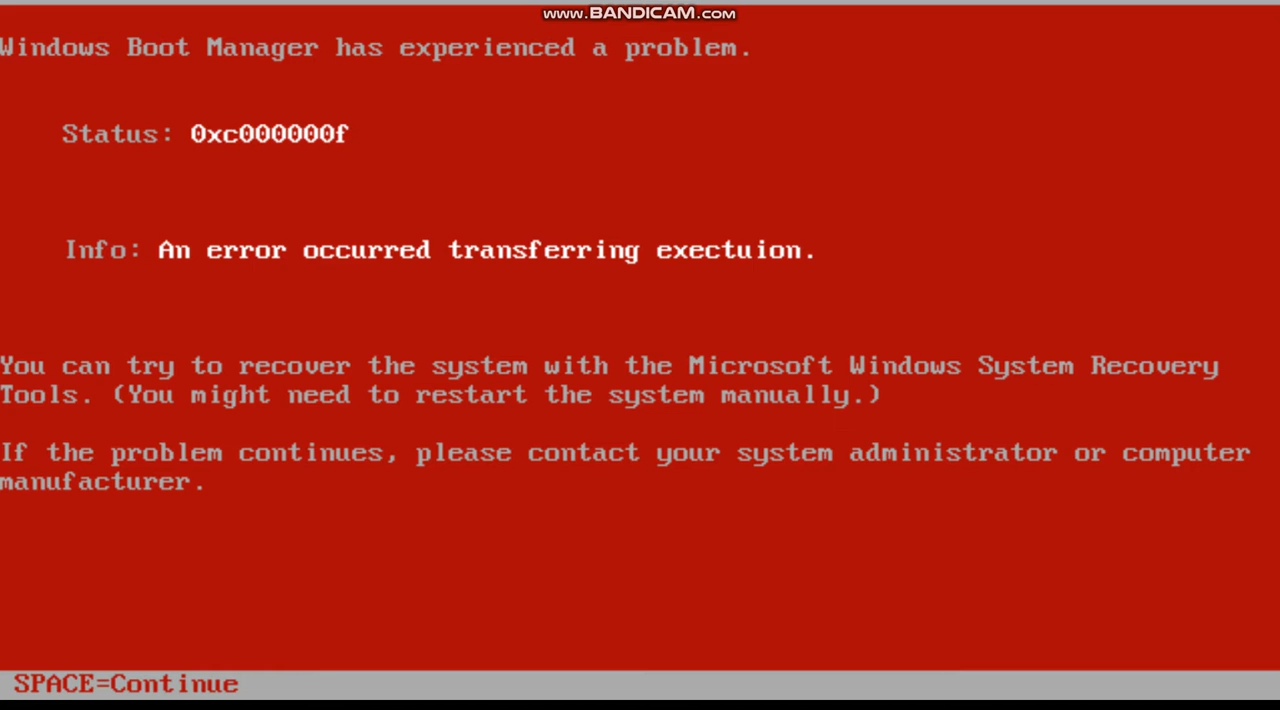 www.BANDICAM.com
Windows Boot Manager has experienced a problem.
Status: 0xc000000f
Info: An error occurred transferring exectuion.
You can try to recover the system with the Microsoft Windows System Recovery
Tools. (You might need to restart the system manually.)
If the problem continues, please contact your system administrator or computer
manufacturer.
SPACE=Continue